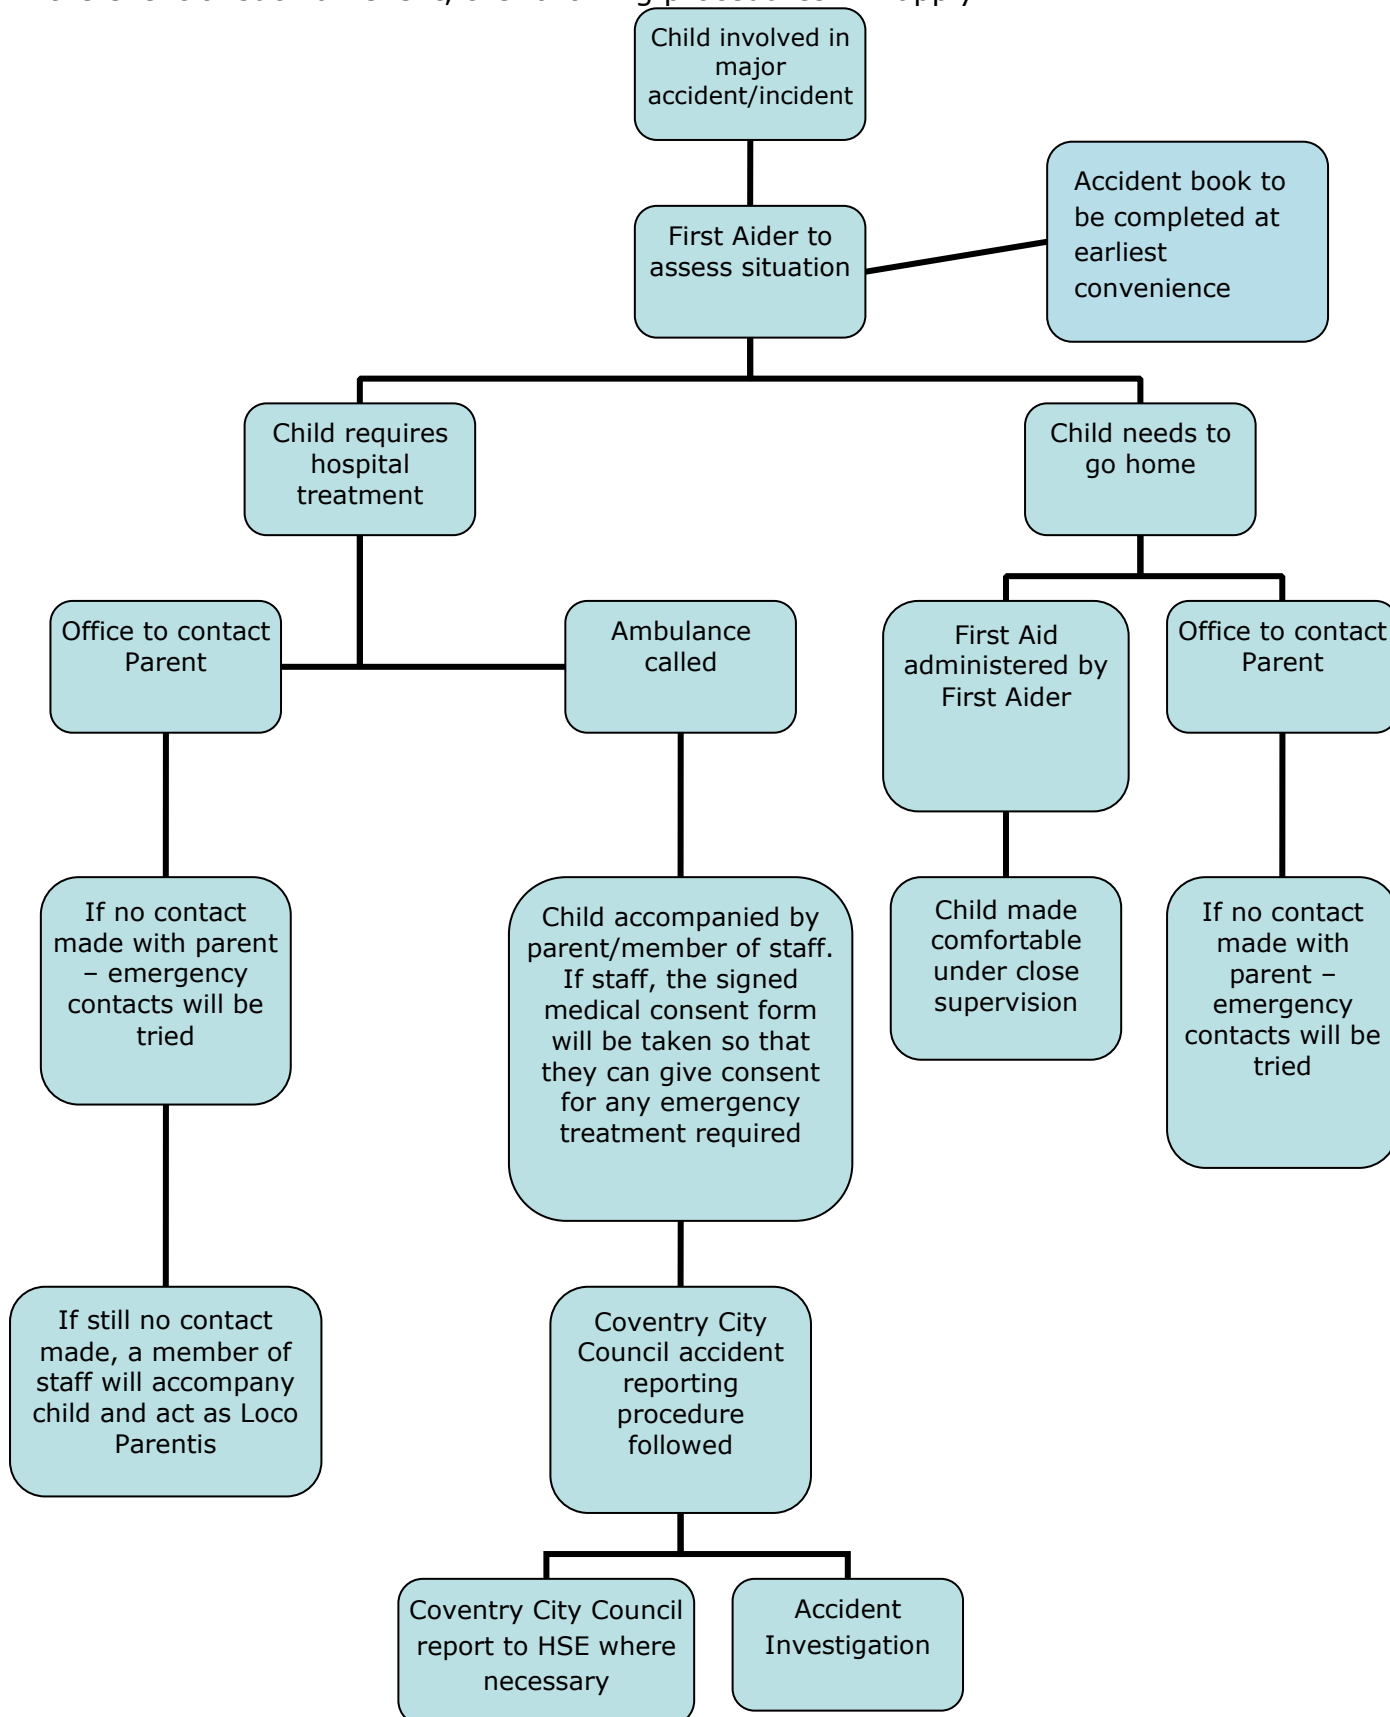 Child involved in
major
accident/incident
First Aider to
assess situation
Accident book to
be completed at
earliest
convenience
Child requires
hospital
treatment
Child needs to
go home
Office to contact
Parent
Ambulance
called
First Aid
administered by
First Aider
Office to contact
Parent
If no contact
made with parent
– emergency
contacts will be
tried
Child accompanied by
parent/member of staff.
If staff, the signed
medical consent form
will be taken so that
they can give consent
for any emergency
treatment required
Child made
comfortable
under close
supervision
If no contact
made with
parent –
emergency
contacts will be
tried
If still no contact
made, a member of
staff will accompany
child and act as Loco
Parentis
Coventry City
Council accident
reporting
procedure
followed
Coventry City Council
report to HSE where
necessary
Accident
Investigation